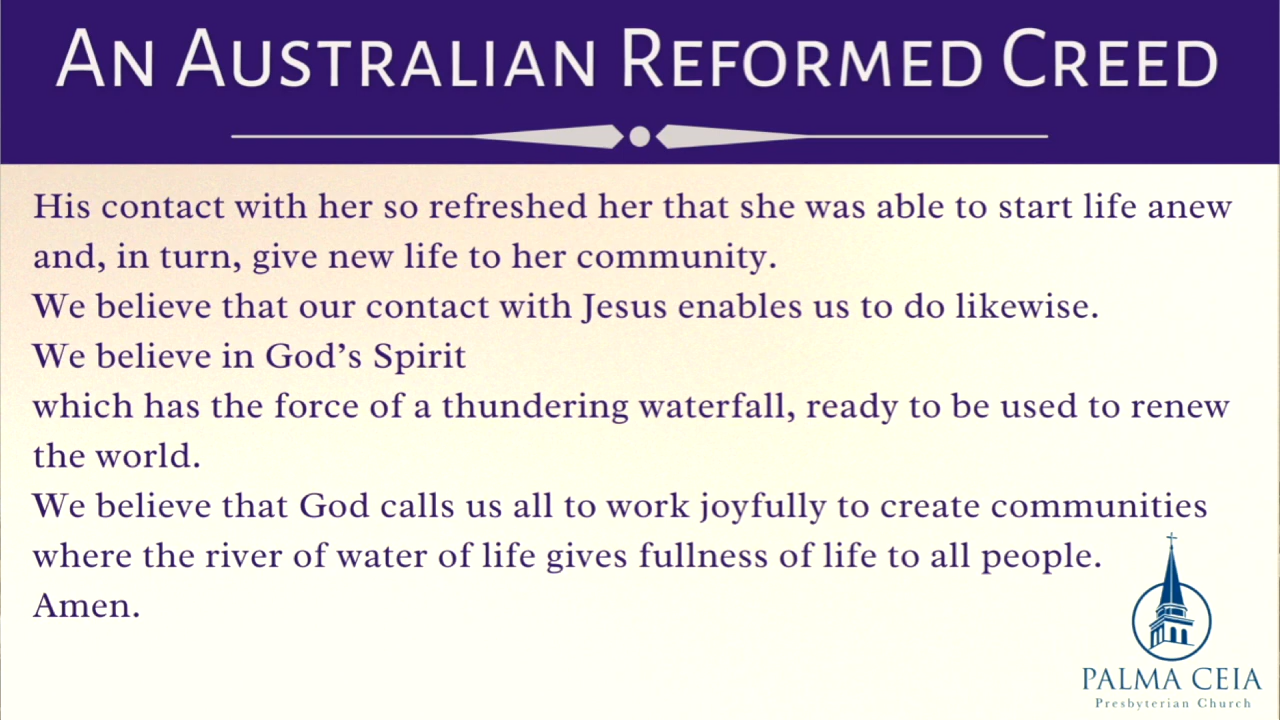 An Australian Reformed Creed
His contact with her so refreshed her that she was able to start life anew
and, in turn, give new life to her community.
We believe that our contact with Jesus enables us to do likewise.
We believe in God’s Spirit
which has the force of a thundering waterfall, ready to be used to renew
the world.
We believe that God calls us all to work joyfully to create communities
where the river of water of life gives fullness of life to all people.
Amen.
PALMA CEIA
Presbyterian Church